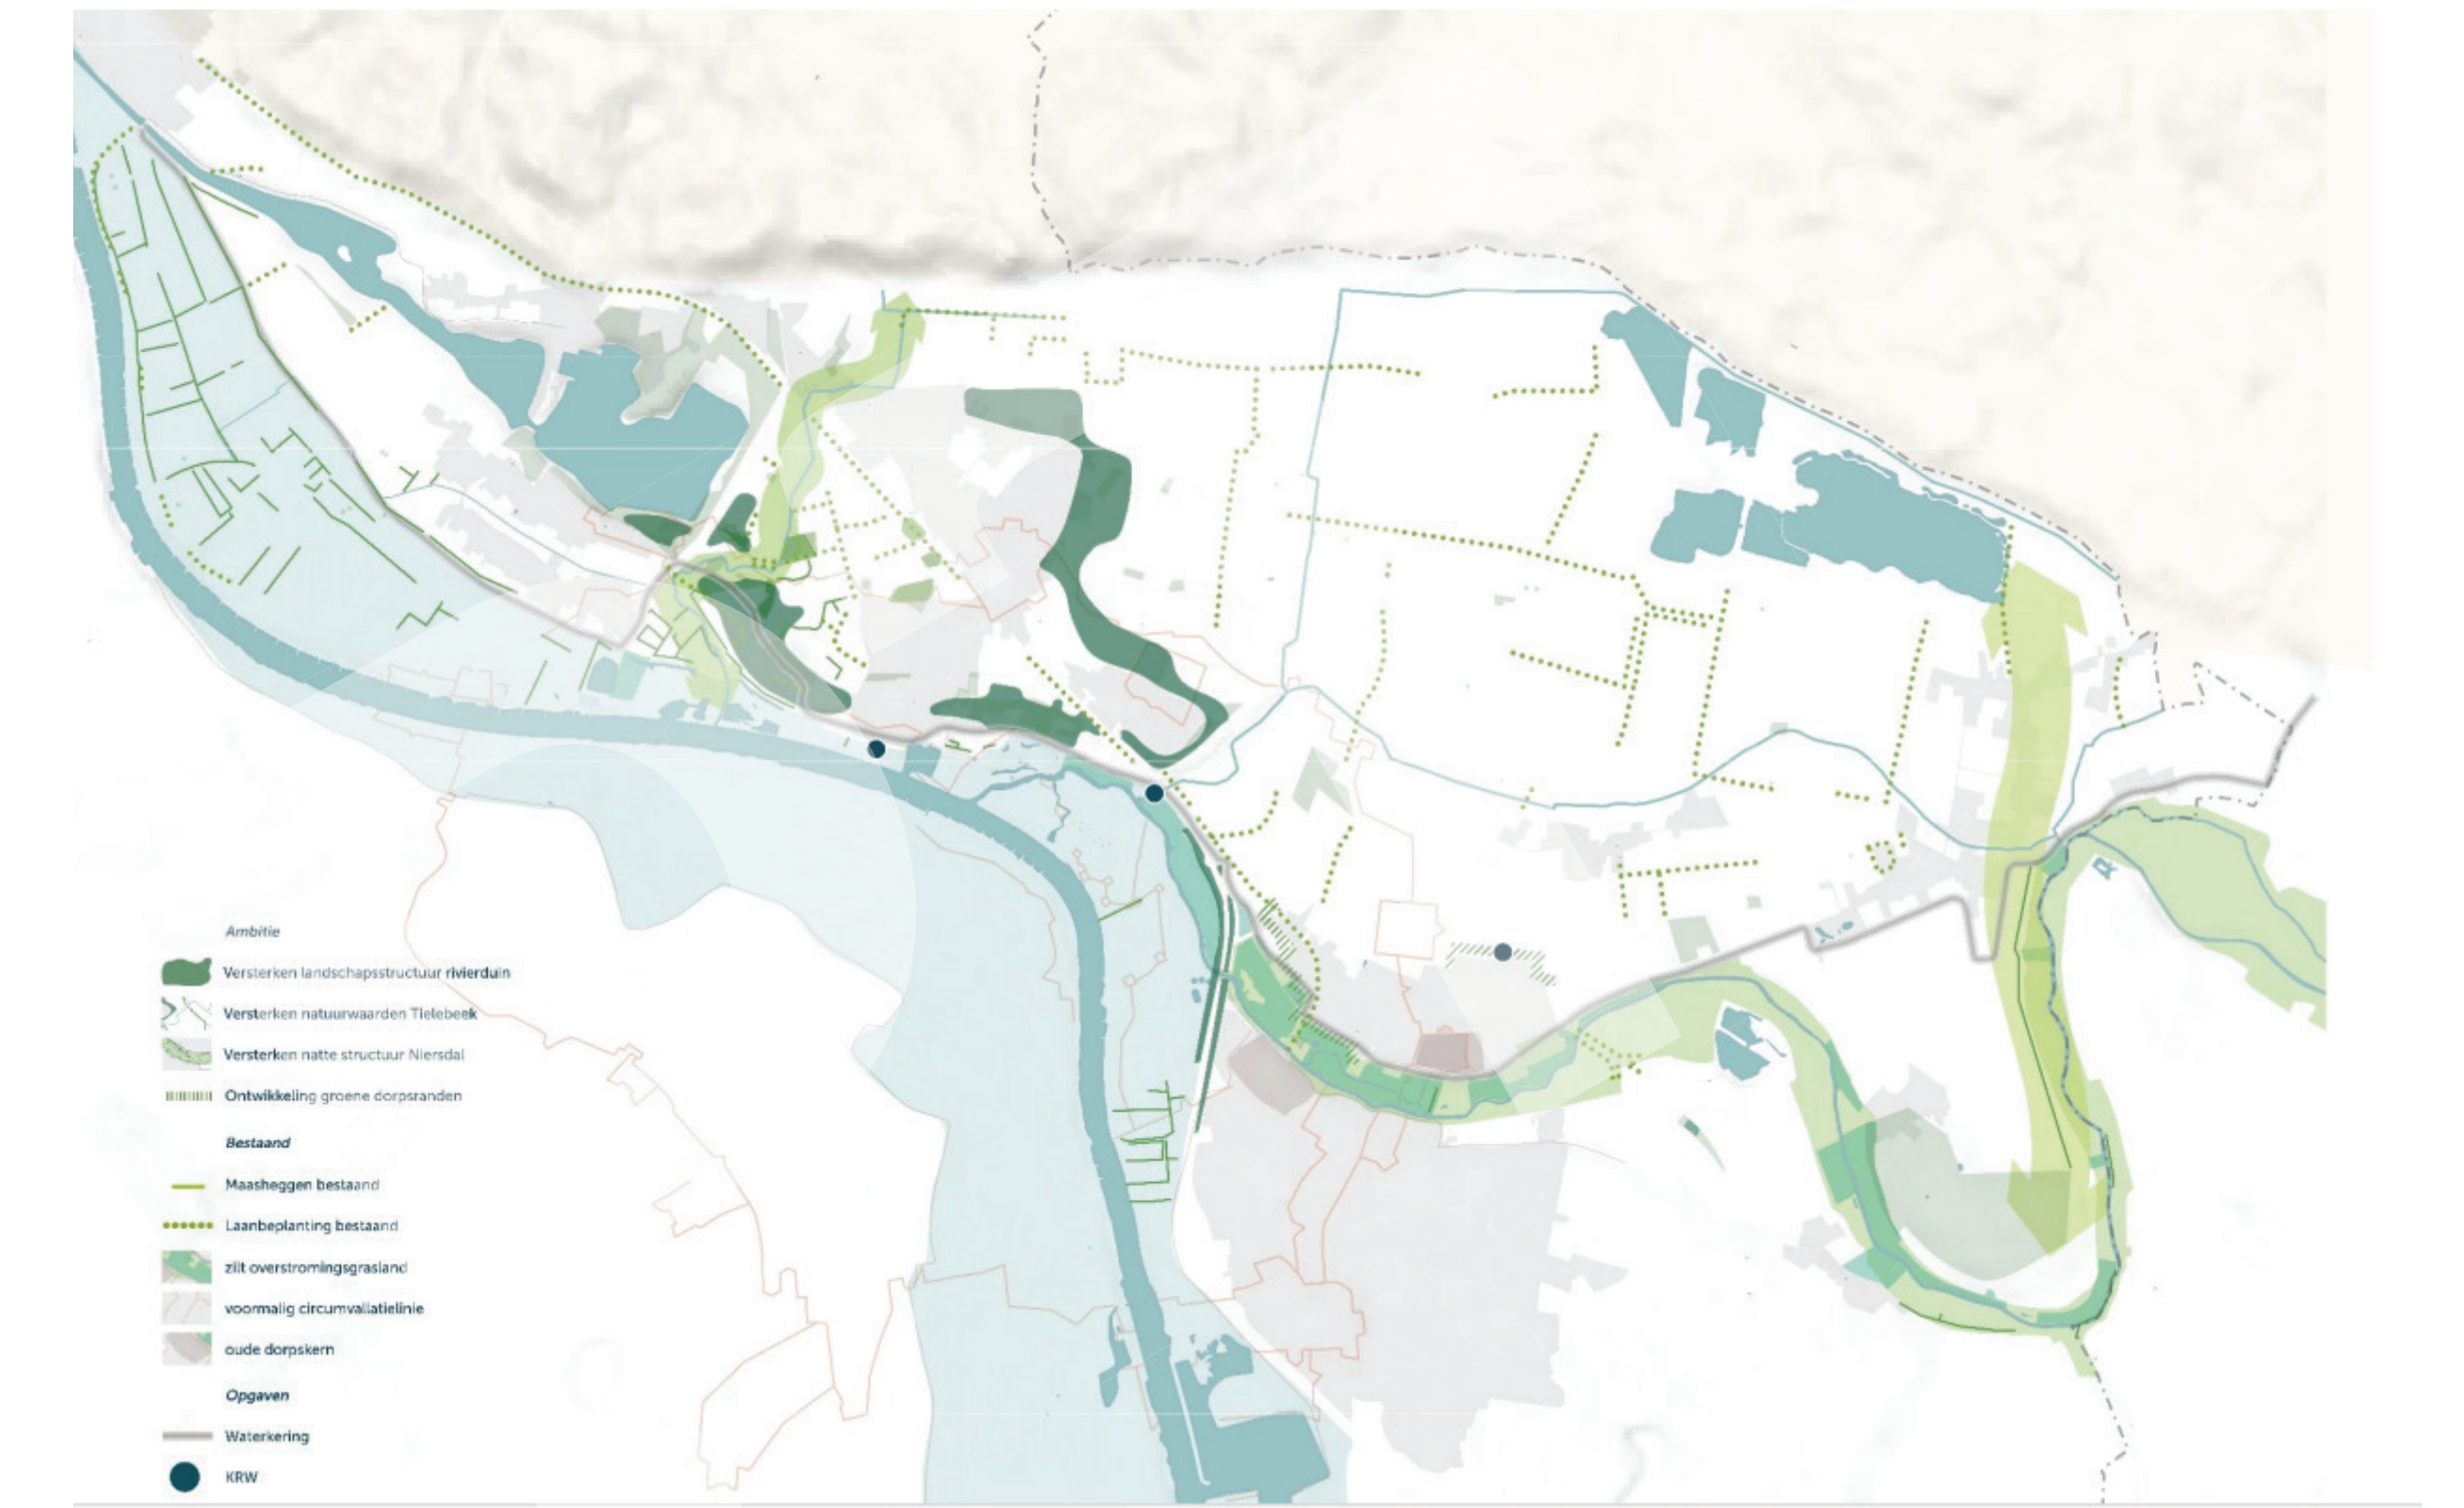 Ambitie
Versterken landschapsstructuur rivierduin
Versterken natuurwaarden Tielebeek
Versterken natte structuur Niersdal
Ontwikkeling groene dorpsranden
Bestaand
Maasheggen bestaand
Laanbeplanting bestaand
zilt overstromingsgrasland
voormalig circumvallatielinie
oude dorpskern
Opgaven
Waterkering
KRW